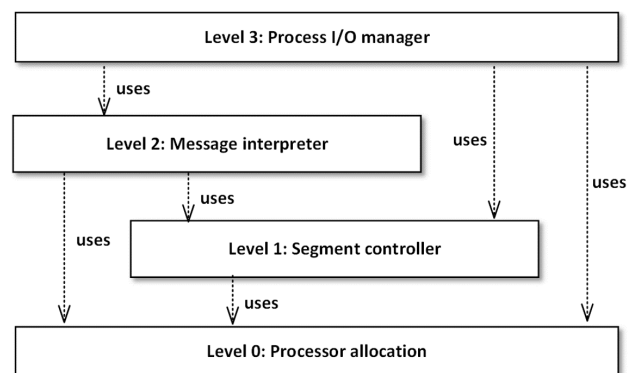 Level 3: Process I/O manager
uses
Level 2: Message interpreter
uses
uses
uses
uses
Level 1: Segment controller
uses
Level 0: Processor allocation